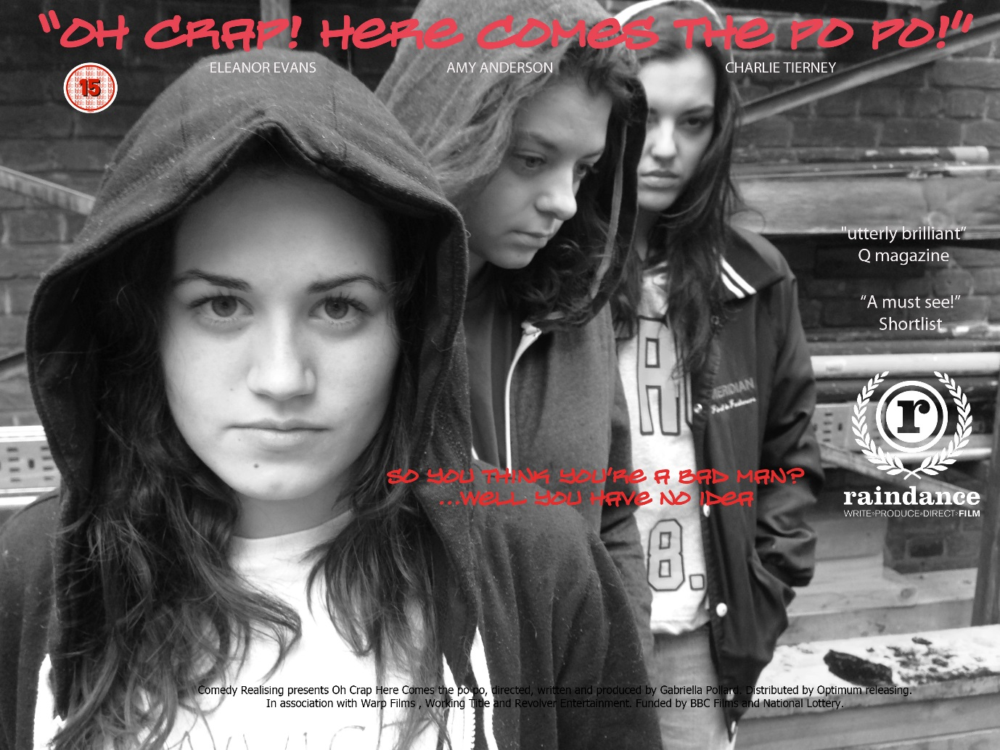 “OH CRAP! HERE COMES THE PO PO!”
ELEANOR EVANS AMY ANDERSON CHARLIE TIERNEY
15
"utterly brilliant”
Q magazine
“A must see!”
Shortlist
MERIDIAN
A
r
SO YOU THINK YOU'RE A BAD MAN?
...WELL YOU HAVE NO IDEA
raindance
WRITE›PRODUCE›DIRECT›FILM
8.
Comedy Realising presents Oh Crap Here Comes the po po, directed, written and produced by Gabriella Pollard. Distributed by Optimum releasing.
In association with Warp Films , Working Title and Revolver Entertainment. Funded by BBC Films and National Lottery.